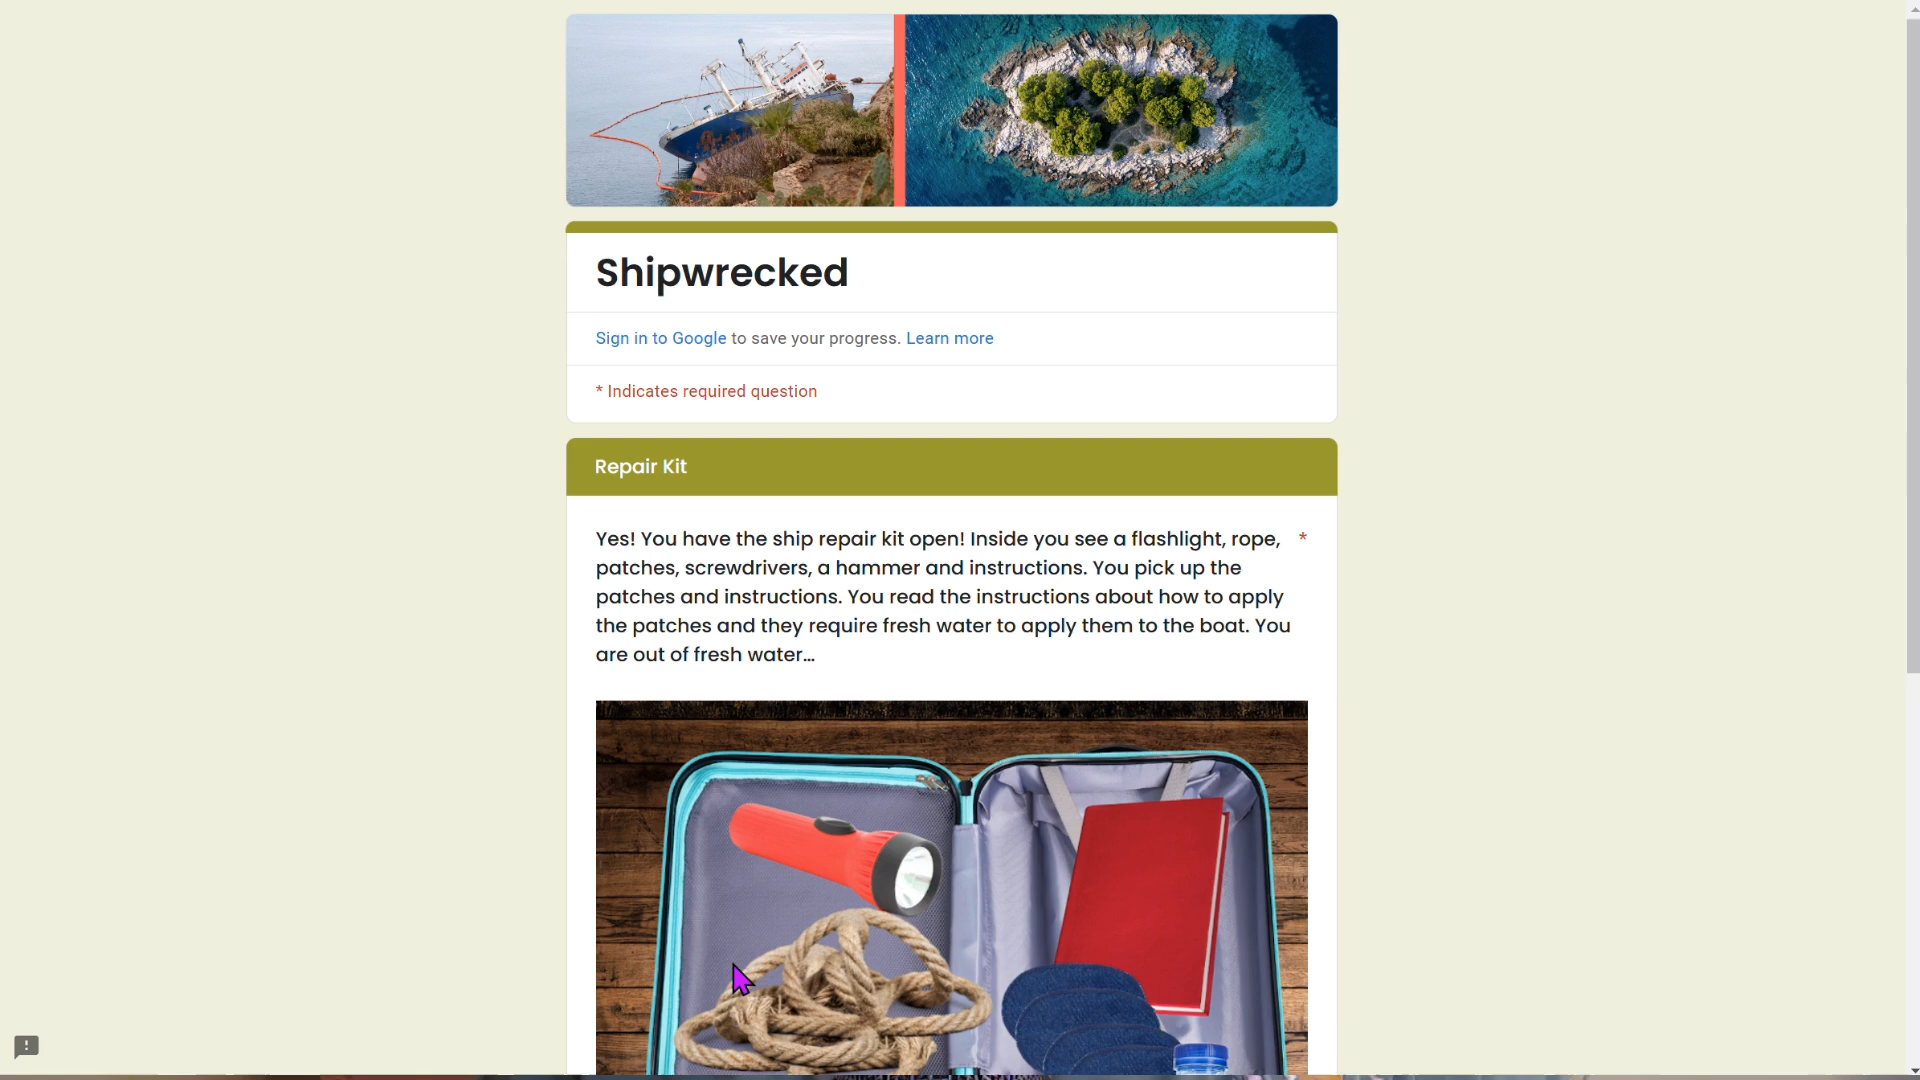 Shipwrecked
Sign in to Google to save your progress. Learn more
* Indicates required question
Repair Kit
Yes! You have the ship repair kit open! Inside you see a flashlight, rope, *
patches, screwdrivers, a hammer and instructions. You pick up the
patches and instructions. You read the instructions about how to apply
the patches and they require fresh water to apply them to the boat. You
are out of fresh water...